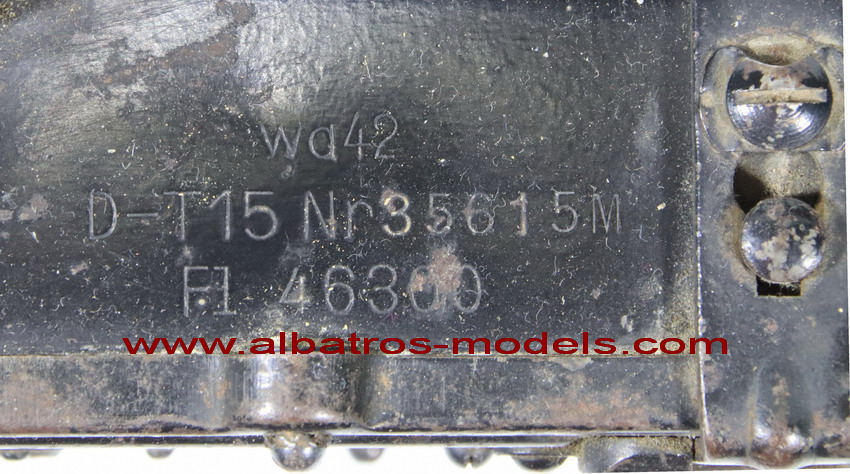 wa42
D-T15 Nr35615M
Fl 46300
www.albatros-models.com